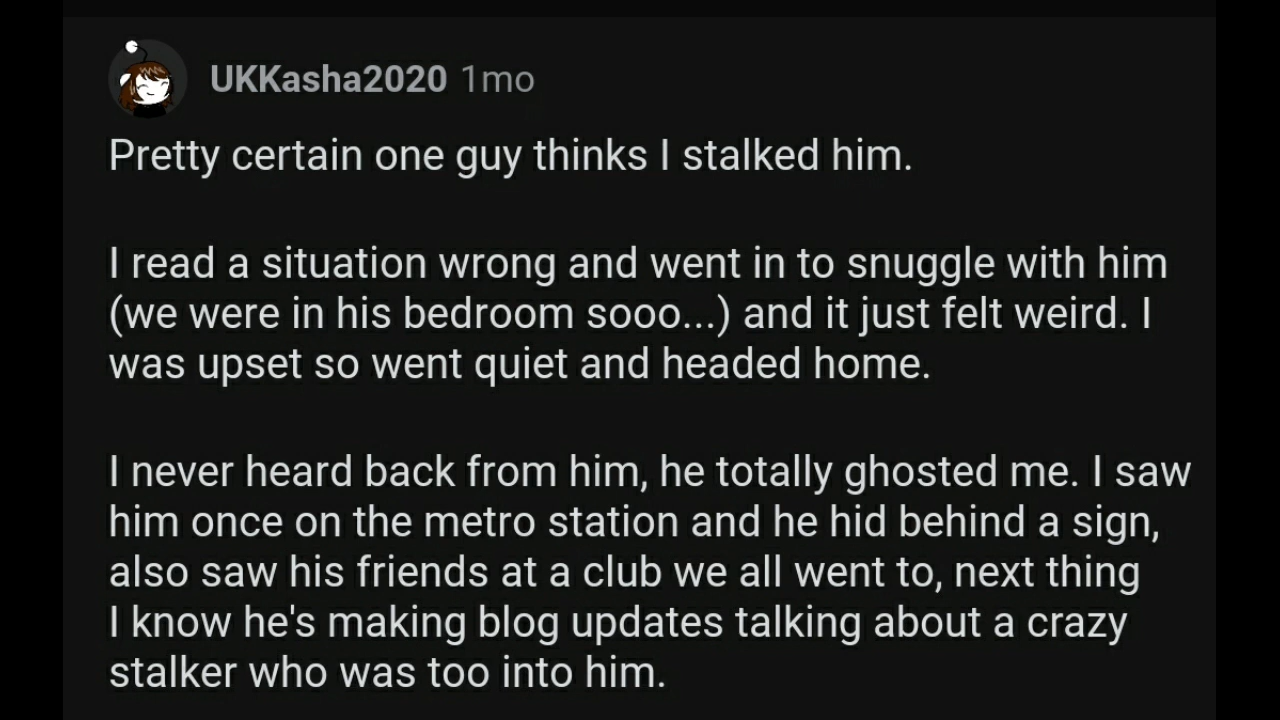 UKKasha2020 1mo
Pretty certain one guy thinks I stalked him.
I read a situation wrong and went in to snuggle with him
(we were in his bedroom sooo...) and it just felt weird. I
was upset so went quiet and headed home.
I never heard back from him, he totally ghosted me. I saw
him once on the metro station and he hid behind a sign,
also saw his friends at a club we all went to, next thing
I know he's making blog updates talking about a crazy
stalker who was too into him.